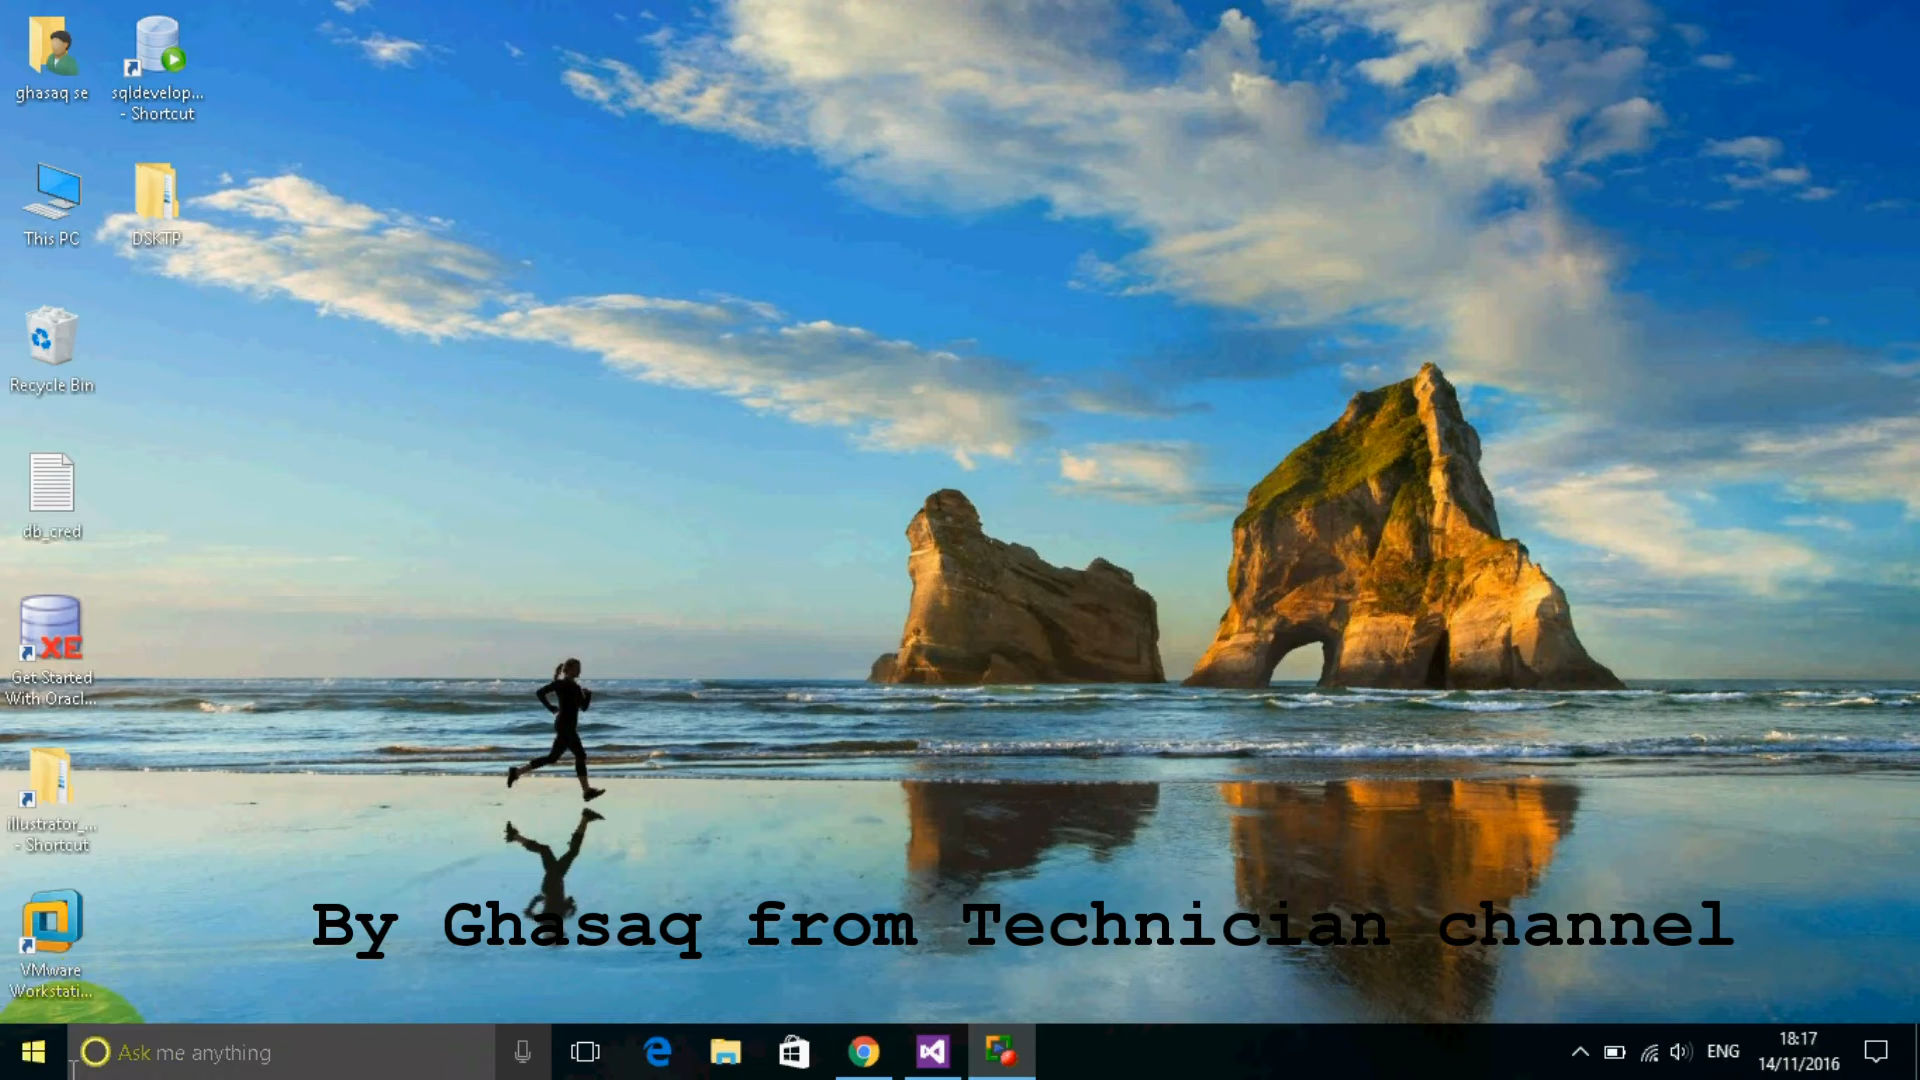 ghasaq se
sqldevelop...
- Shortcut
This PC
DSKTP
Recycle Bin
db_cred
XE
Get Started
With Oracl...
illustrator_...
- Shortcut
VMware
Workstati...
By Ghasaq from Technician channel
Ask me anything
ENG
18:17
14/11/2016